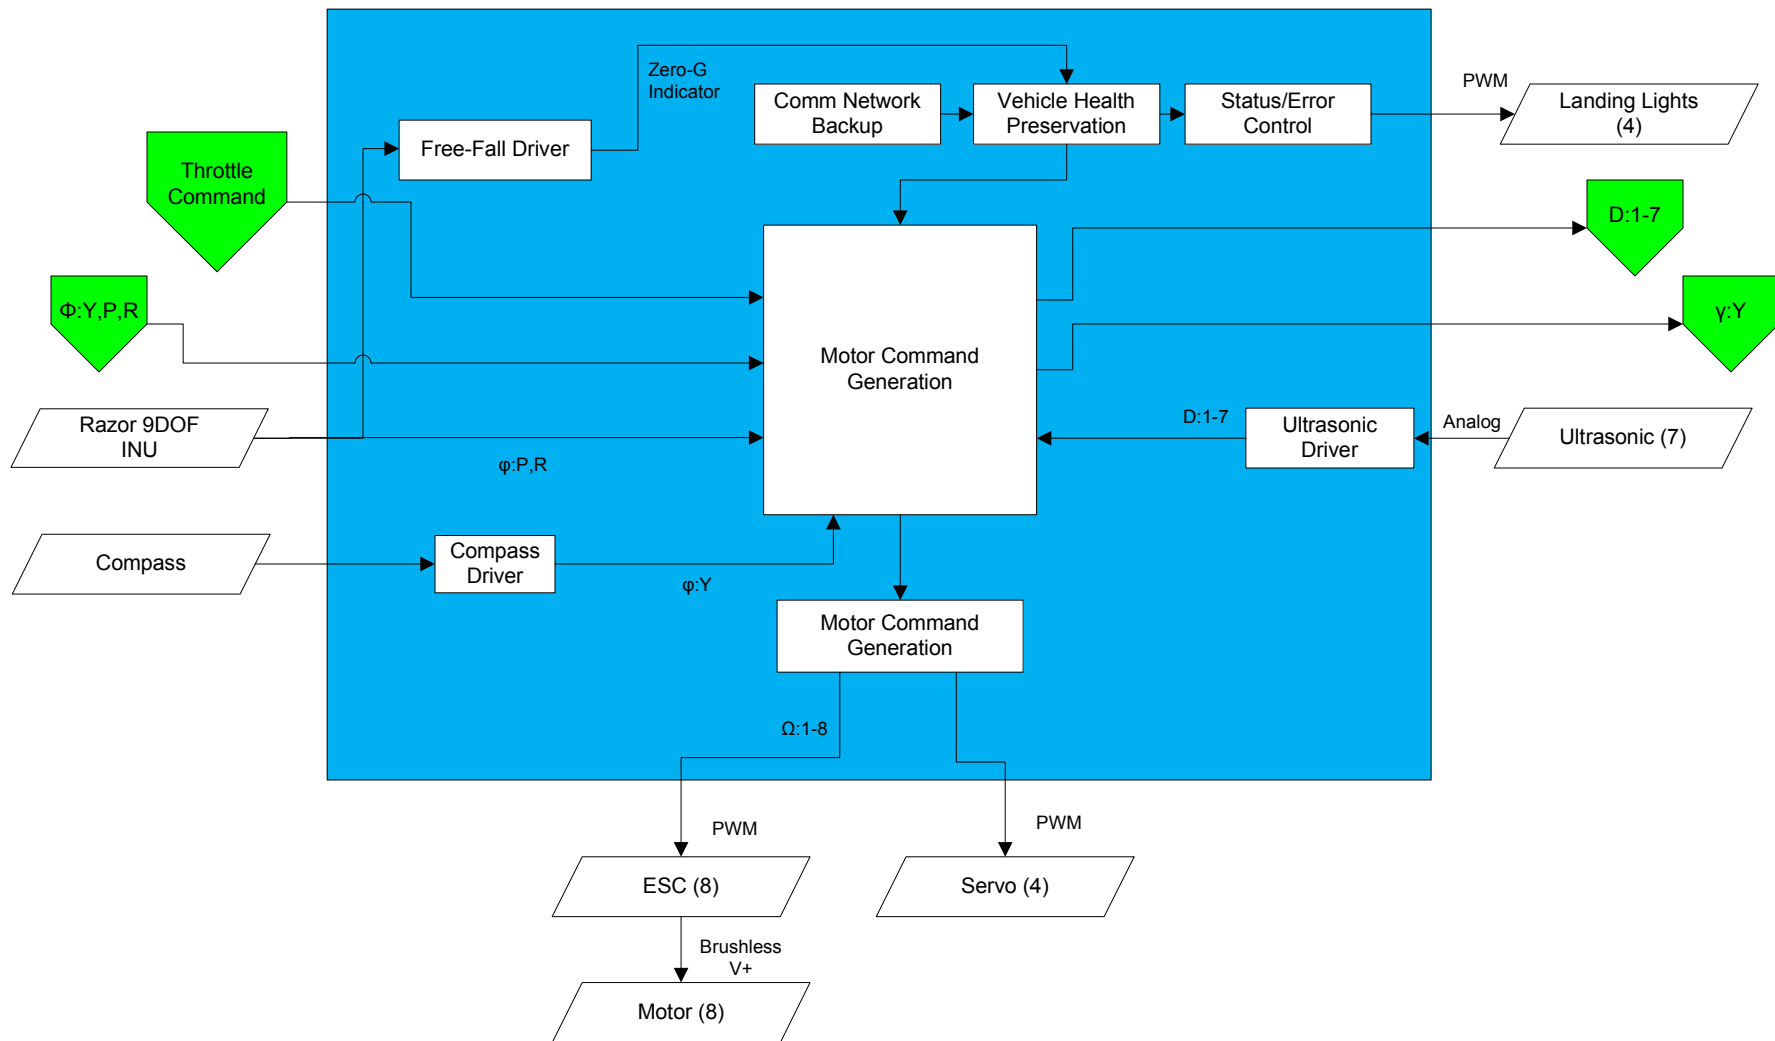 Zero-G
Indicator
Comm Network
Backup
Vehicle Health
Preservation
Status/Error
Control
PWM
Landing Lights
(4)
Free-Fall Driver
Throttle
Command
D:1-7
Φ:Y,P,R
γ:Y
Motor Command
Generation
Razor 9DOF
INU
φ:P,R
D:1-7
Ultrasonic
Driver
Analog
Ultrasonic (7)
Compass
Compass
Driver
φ:Y
Motor Command
Generation
Ω:1-8
PWM
PWM
ESC (8)
Servo (4)
Brushless
V+
Motor (8)